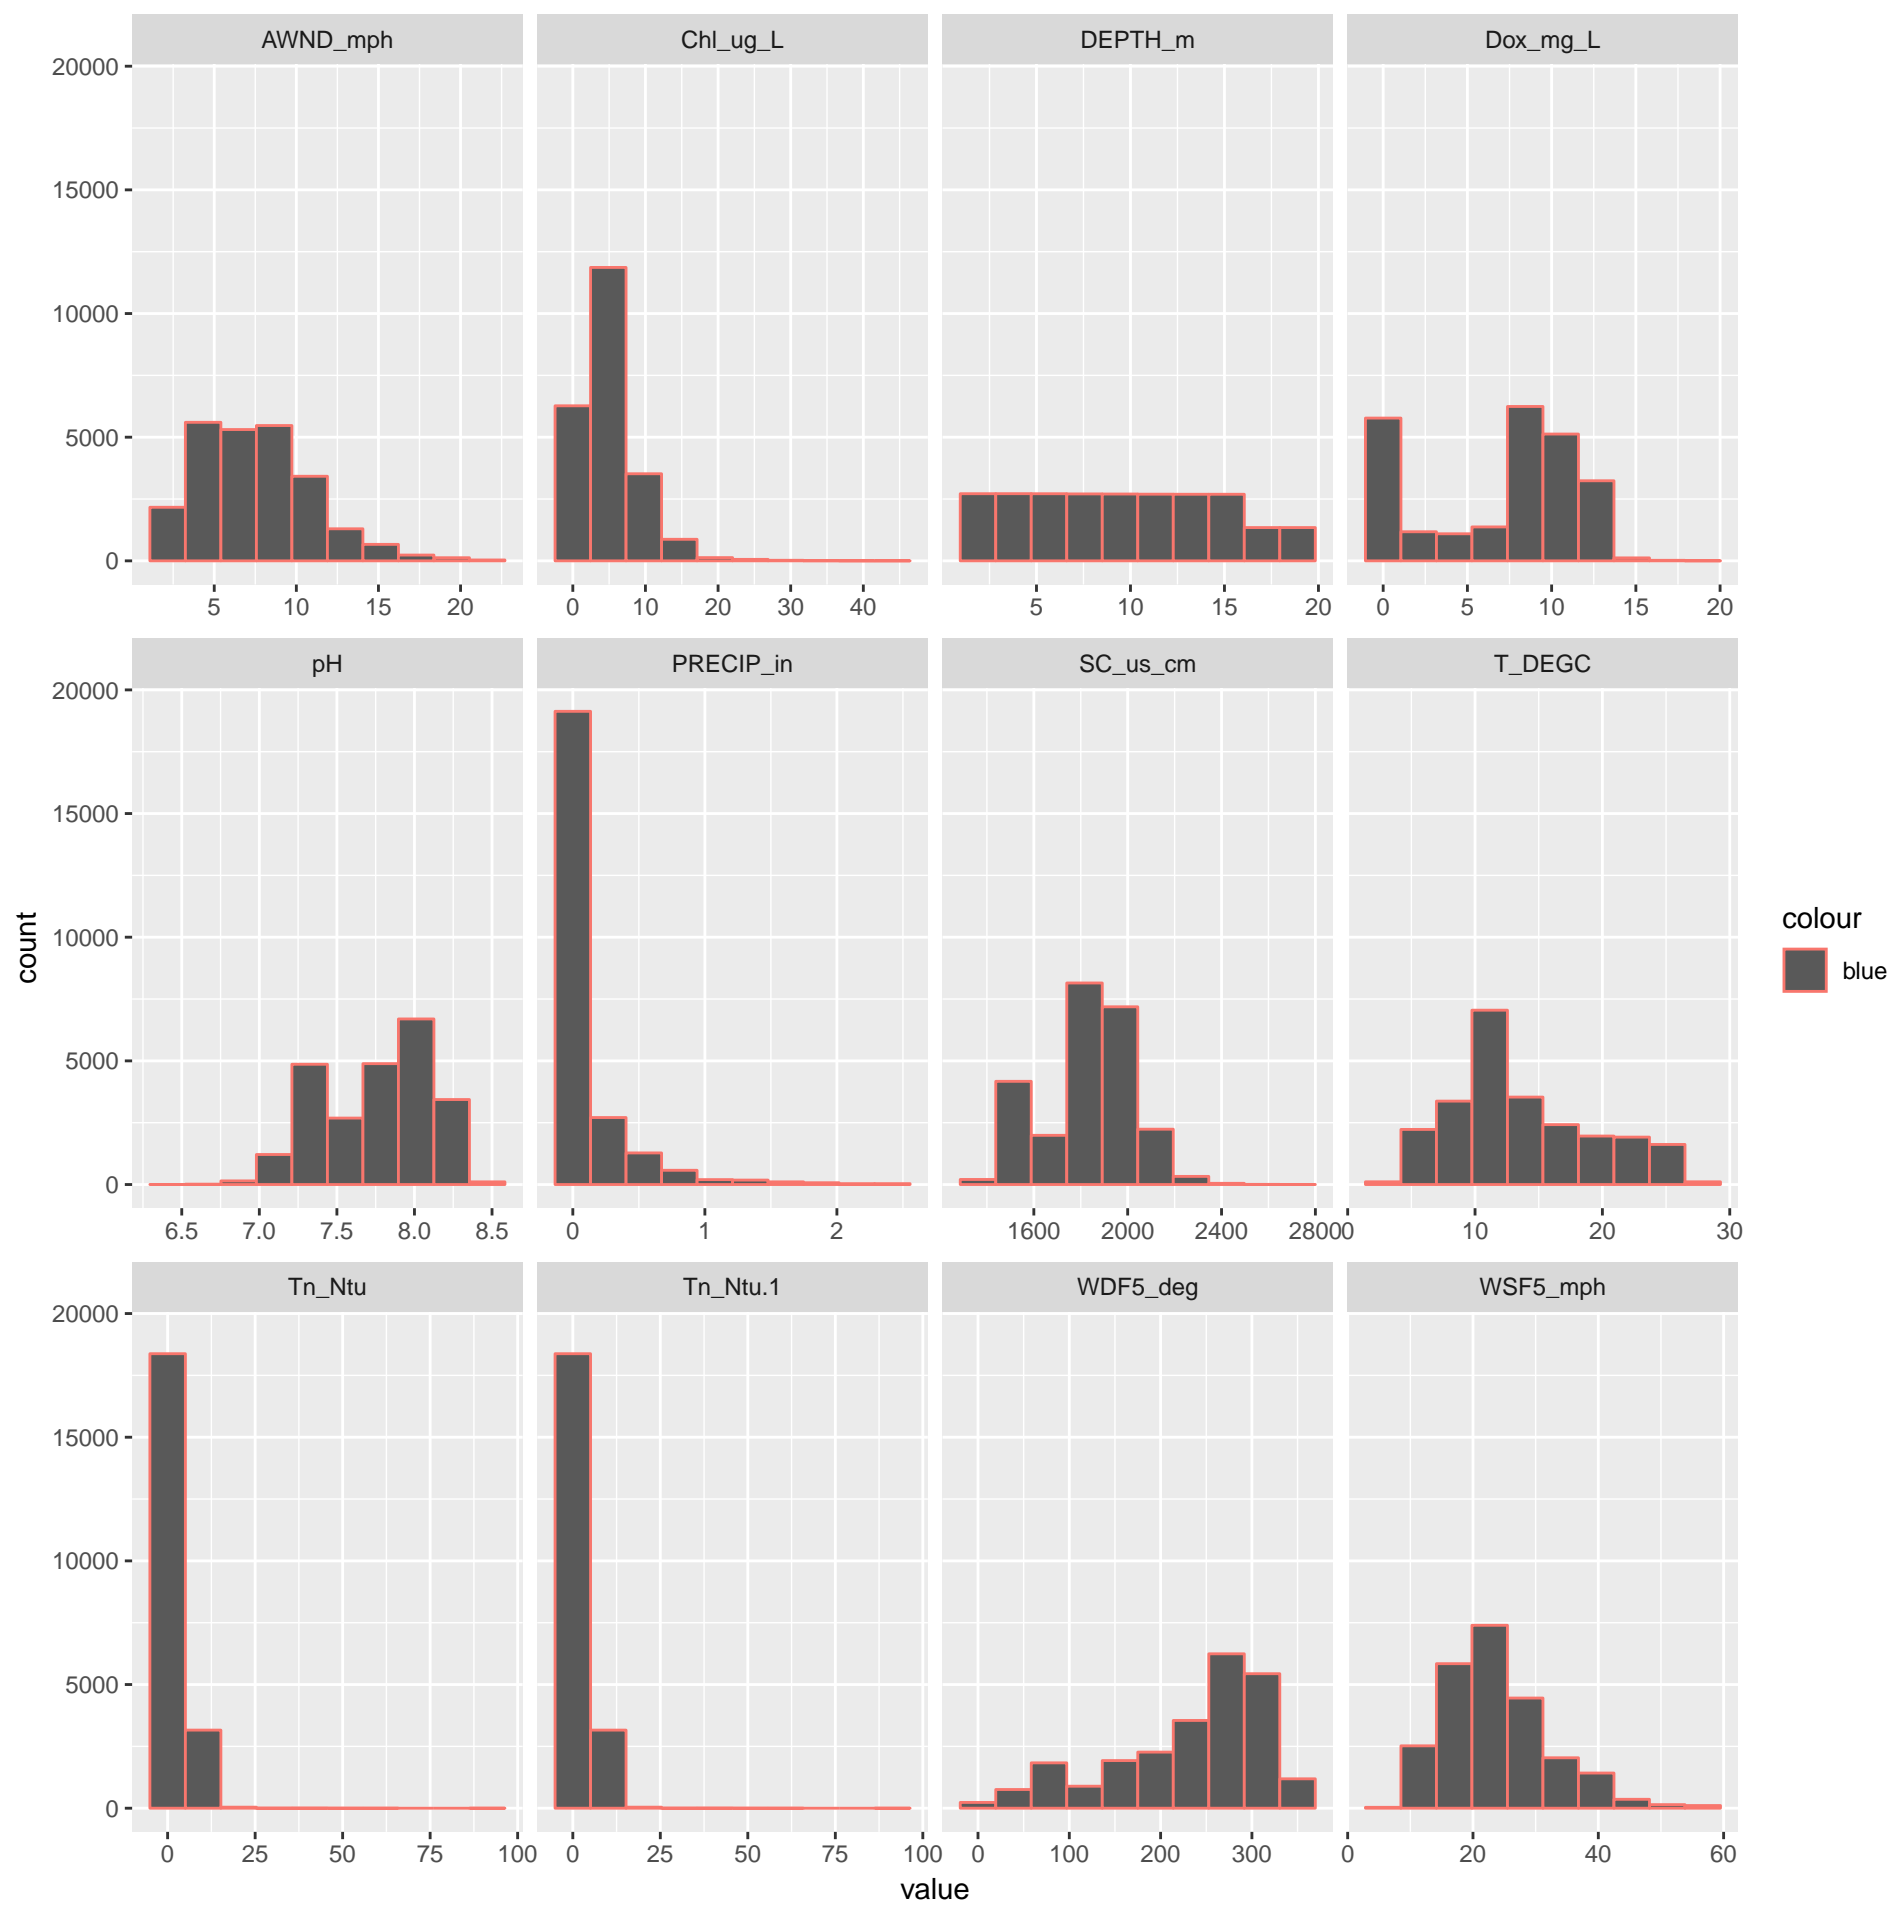 AWND_mph Chl_ug_L DEPTH_m Dox_mg_L
20000
15000
10000
5000
0
5 10 15 20 0 10 20 30 40 5 10 15 20 0 5 10 15 20
pH PRECIP_in SC_us_cm T_DEGC
20000
15000
10000
5000
0
6.5 7.0 7.5 8.0 8.5 0 1 2 1600 2000 2400 2800 0 10 20 30
Tn_Ntu Tn_Ntu.1 WDF5_deg WSF5_mph
20000
15000
10000
5000
0
0 25 50 75 100 0 25 50 75 100 0 100 200 300 0 20 40 60
value
count
colour
blue